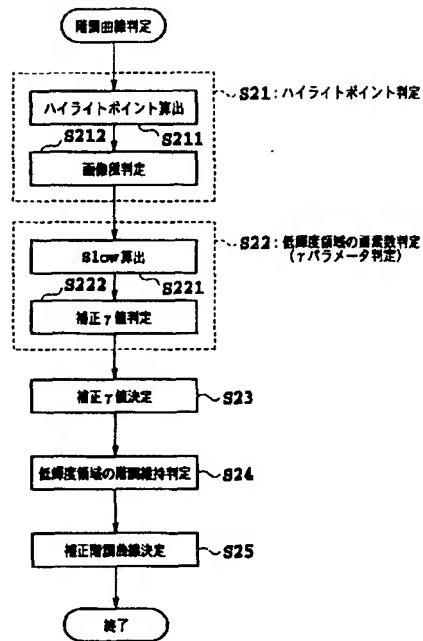 階調曲線判定
S21:ハイライトポイント判定
ハイライトポイント算出
S212
S211
画像種判定
S22:低輝度領域の画素数判定
(γパラメータ判定)
Slow算出
S222
S221
補正γ値判定
補正γ値決定
S23
低輝度領域の階調維持判定
S24
補正階調曲線決定
S25
終了